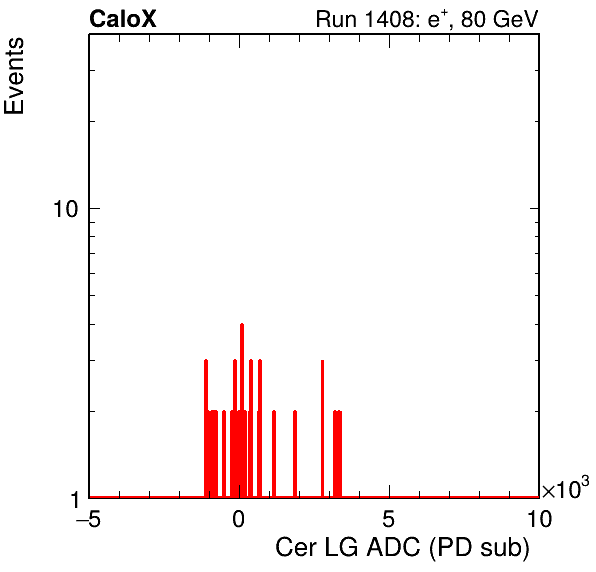 CaloX Run 1408: e⁺, 80 GeV
Events
10
1
−5 0 5 10
×10³
Cer LG ADC (PD sub)